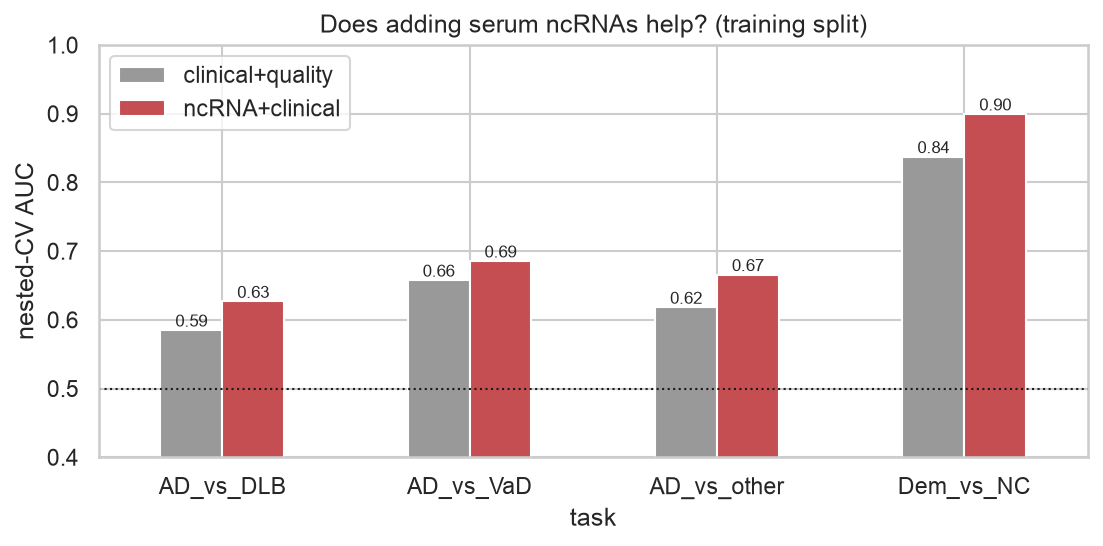 Does adding serum ncRNAs help? (training split)
clinical+quality
ncRNA+clinical
nested-CV AUC
1.0
0.9
0.8
0.7
0.6
0.5
0.4
0.59
0.63
0.66
0.69
0.62
0.67
0.84
0.90
AD_vs_DLB
AD_vs_VaD
AD_vs_other
Dem_vs_NC
task